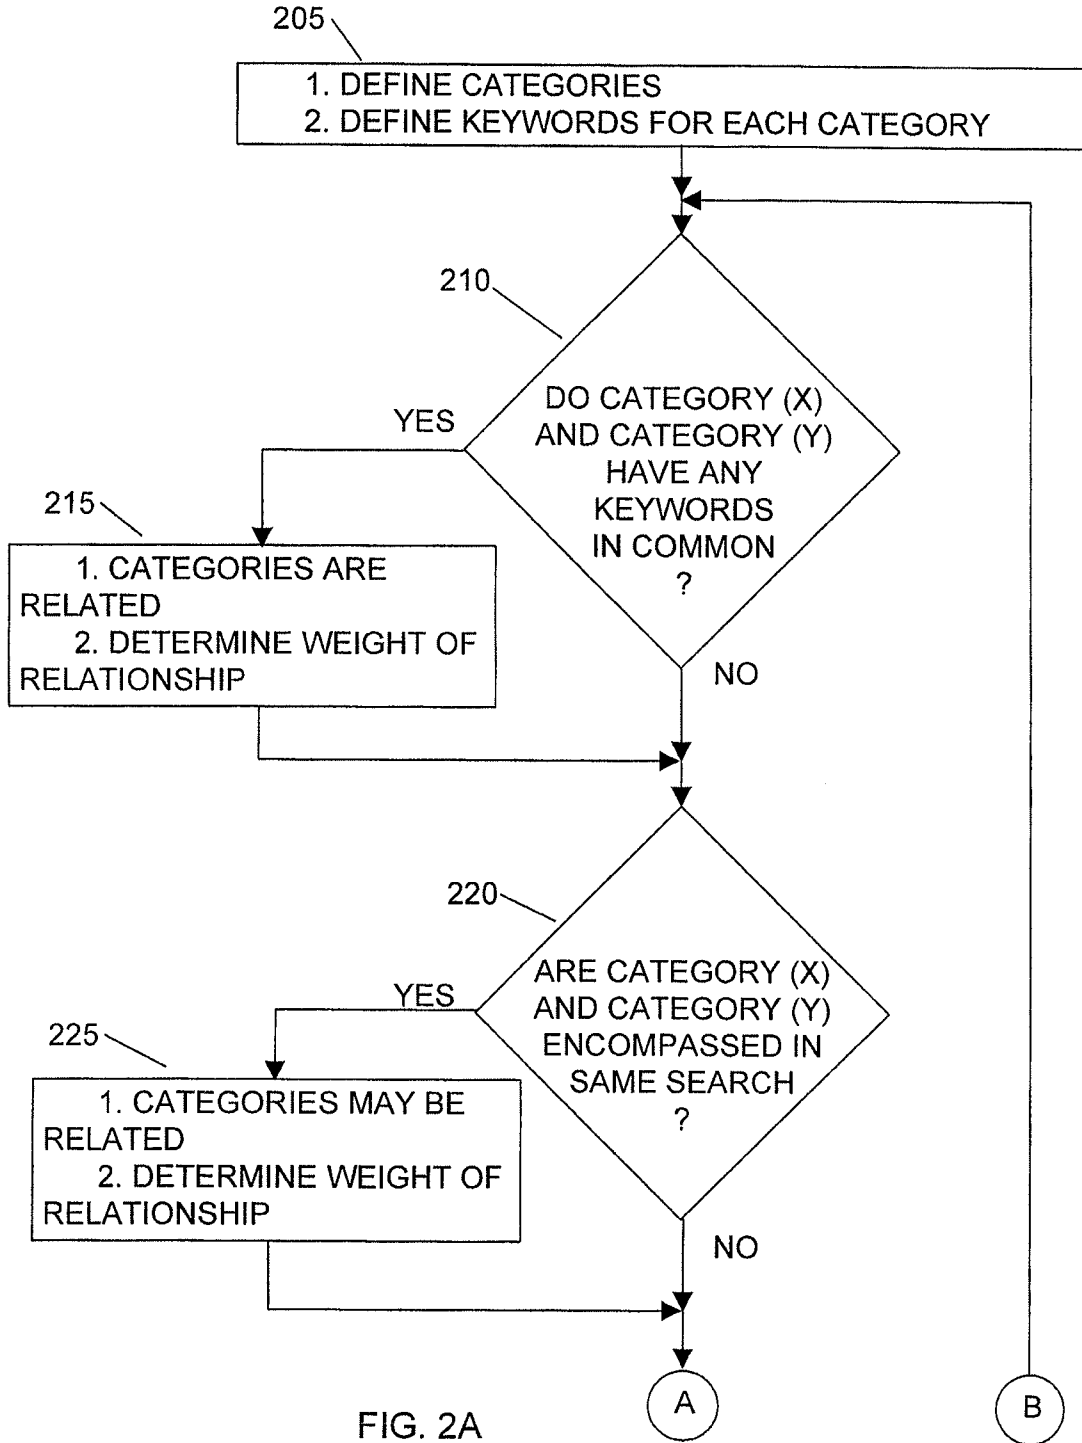 205
1. DEFINE CATEGORIES
2. DEFINE KEYWORDS FOR EACH CATEGORY
210
DO CATEGORY (X)
AND CATEGORY (Y)
HAVE ANY
KEYWORDS
IN COMMON
?
YES
215
1. CATEGORIES ARE
RELATED
2. DETERMINE WEIGHT OF
RELATIONSHIP
NO
220
ARE CATEGORY (X)
AND CATEGORY (Y)
ENCOMPASSED IN
SAME SEARCH
?
YES
225
1. CATEGORIES MAY BE
RELATED
2. DETERMINE WEIGHT OF
RELATIONSHIP
NO
A
B
FIG. 2A